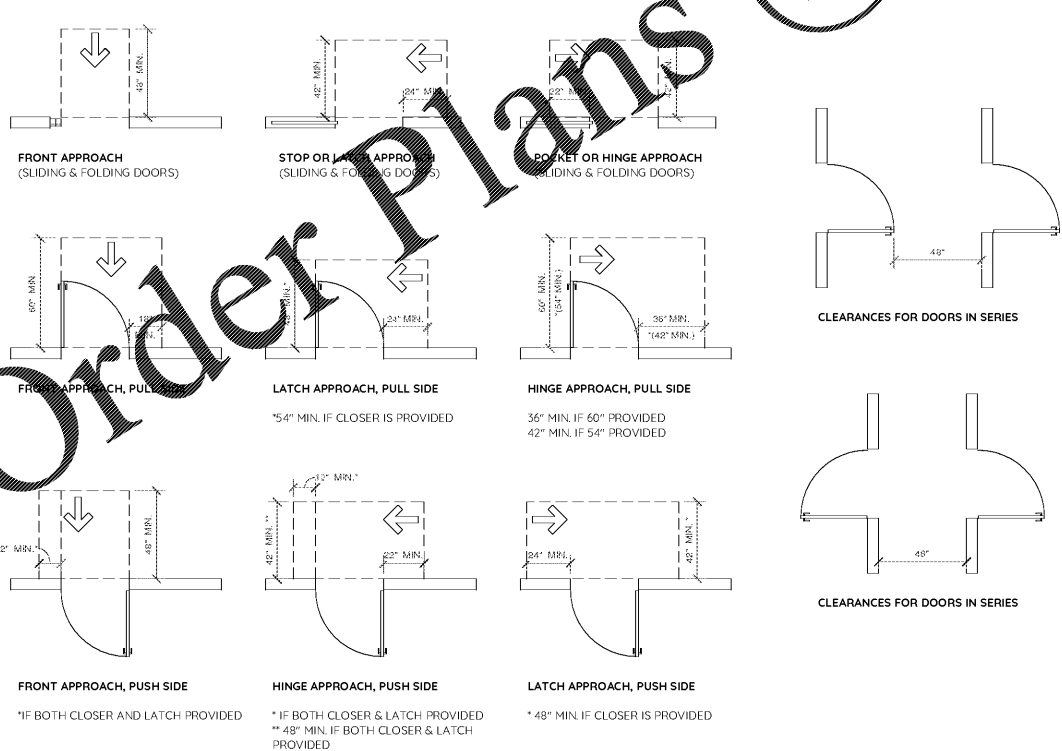 Order Plans
48" MIN.
FRONT APPROACH
(SLIDING & FOLDING DOORS)
42" MIN.
24" MIN.
STOP OR LATCH APPROACH
(SLIDING & FOLDING DOORS)
22" MIN.
POCKET OR HINGE APPROACH
(SLIDING & FOLDING DOORS)
60" MIN.
FRONT APPROACH, PULL SIDE
24" MIN.
LATCH APPROACH, PULL SIDE
*54" MIN. IF CLOSER IS PROVIDED
60" MIN.
*(54" MIN.)
36" MIN.
*(42" MIN.)
HINGE APPROACH, PULL SIDE
36" MIN. IF 60" PROVIDED
42" MIN. IF 54" PROVIDED
48"
CLEARANCES FOR DOORS IN SERIES
48" MIN.
FRONT APPROACH, PUSH SIDE
*IF BOTH CLOSER AND LATCH PROVIDED
12" MIN.*
42" MIN. **
22" MIN.
HINGE APPROACH, PUSH SIDE
* IF BOTH CLOSER & LATCH PROVIDED
** 48" MIN. IF BOTH CLOSER & LATCH
PROVIDED
24" MIN.
42" MIN. *
LATCH APPROACH, PUSH SIDE
* 48" MIN. IF CLOSER IS PROVIDED
48"
CLEARANCES FOR DOORS IN SERIES